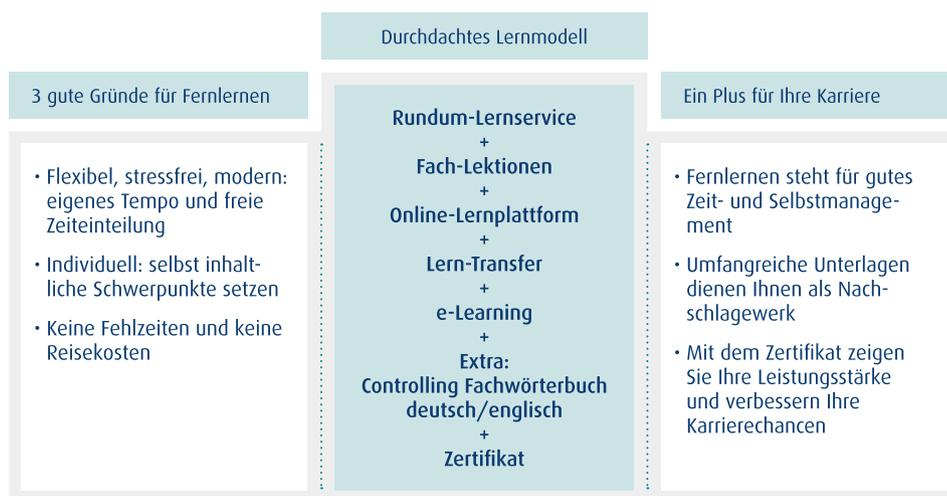 Durchdachtes Lernmodell
3 gute Gründe für Fernlernen
• Flexibel, stressfrei, modern:
eigenes Tempo und freie
Zeiteinteilung
• Individuell: selbst inhalt-
liche Schwerpunkte setzen
• Keine Fehlzeiten und keine
Reisekosten
Rundum-Lernservice
+
Fach-Lektionen
+
Online-Lernplattform
+
Lern-Transfer
+
e-Learning
+
Extra:
Controlling Fachwörterbuch
deutsch/englisch
+
Zertifikat
Ein Plus für Ihre Karriere
• Fernlernen steht für gutes
Zeit- und Selbstmanage-
ment
• Umfangreiche Unterlagen
dienen Ihnen als Nach-
schlagewerk
• Mit dem Zertifikat zeigen
Sie Ihre Leistungsstärke
und verbessern Ihre
Karrierechancen